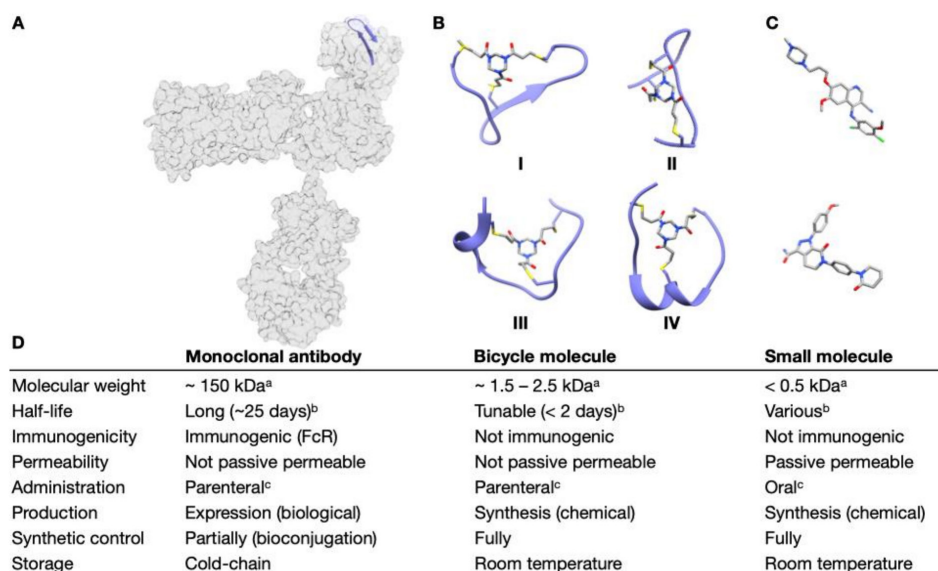 A B C
I II
III IV
D
Monoclonal antibody Bicycle molecule Small molecule
Molecular weight ~ 150 kDaᵃ ~ 1.5 – 2.5 kDaᵃ < 0.5 kDaᵃ
Half-life Long (~25 days)ᵇ Tunable (< 2 days)ᵇ Variousᵇ
Immunogenicity Immunogenic (FcR) Not immunogenic Not immunogenic
Permeability Not passive permeable Not passive permeable Passive permeable
Administration Parenteralᶜ Parenteralᶜ Oralᶜ
Production Expression (biological) Synthesis (chemical) Synthesis (chemical)
Synthetic control Partially (bioconjugation) Fully Fully
Storage Cold-chain Room temperature Room temperature